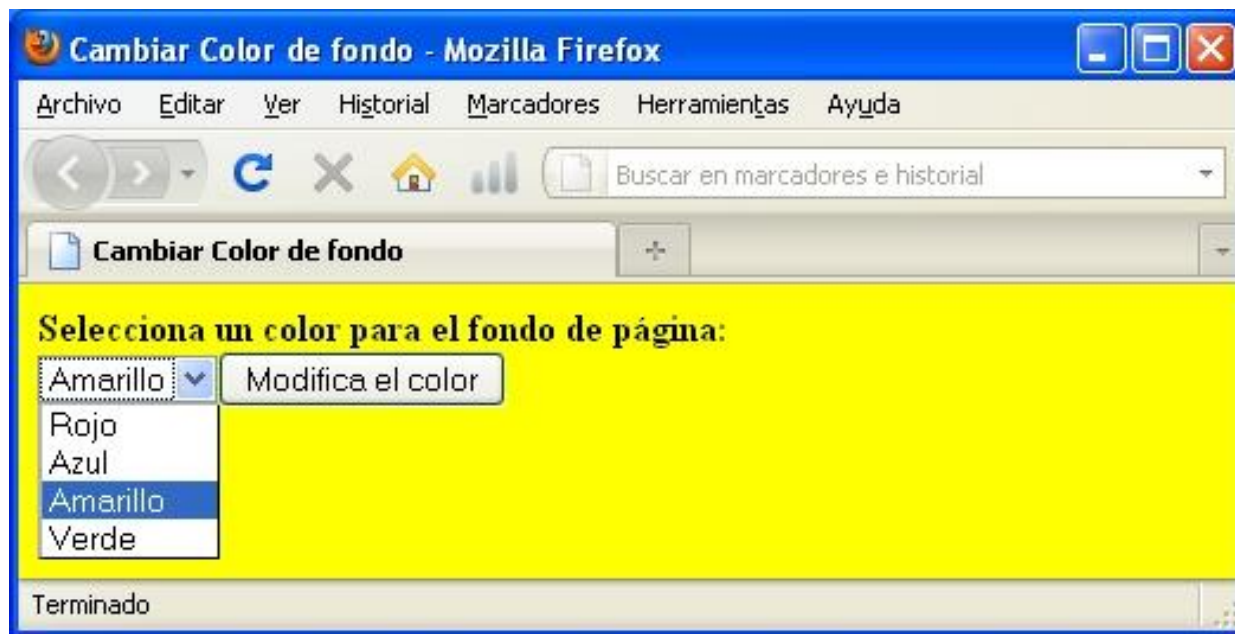 Cambiar Color de fondo - Mozilla Firefox
Archivo Editar Ver Historial Marcadores Herramientas Ayuda
Buscar en marcadores e historial
Cambiar Color de fondo
Selecciona un color para el fondo de página:
Amarillo Modifica el color
Rojo
Azul
Amarillo
Verde
Terminado